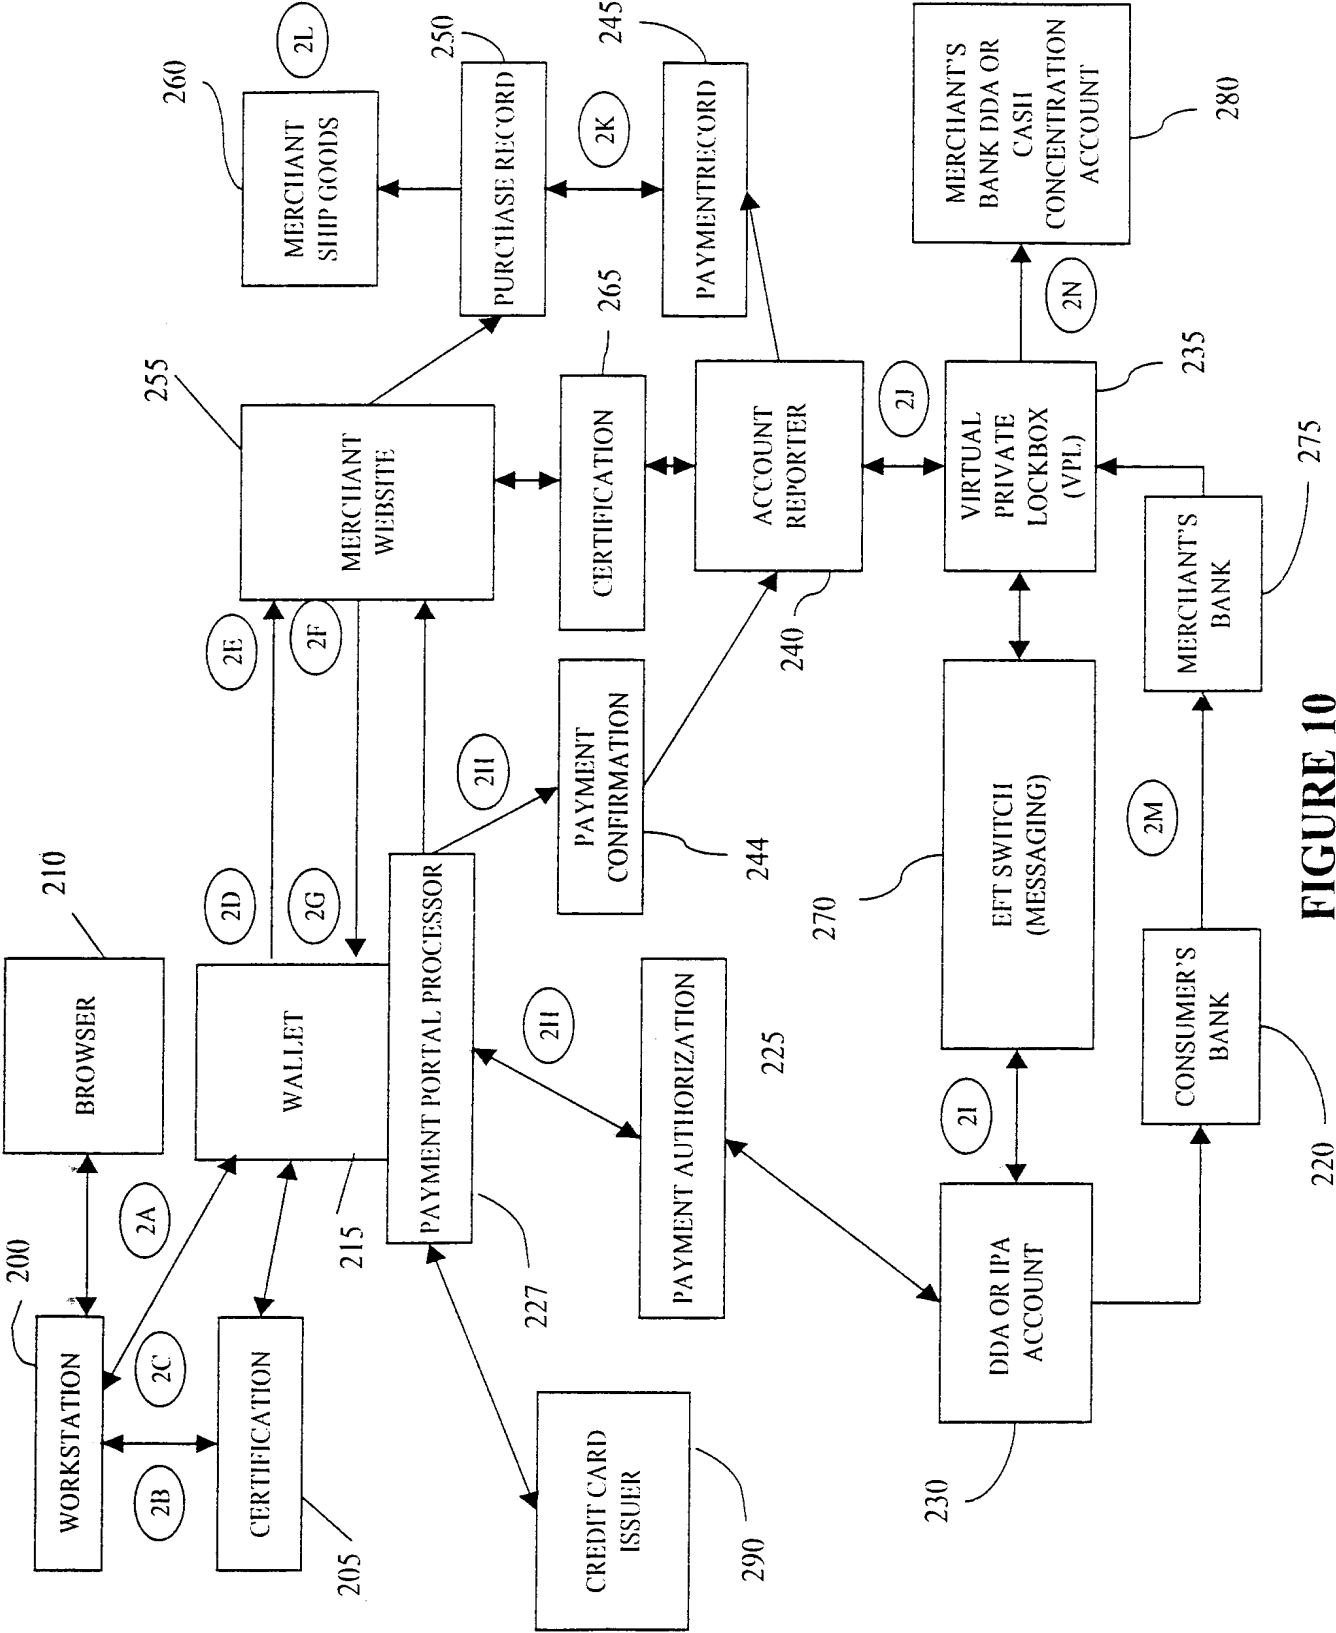 200
210
WORKSTATION
BROWSER
2B
2C
2A
260
255
2L
CERTIFICATION
205
WALLET
215
2D
2G
2E
2F
MERCHANT
WEBSITE
MERCHANT
SHIP GOODS
PAYMENT PORTAL PROCESSOR
227
2H
250
PURCHASE RECORD
CREDIT CARD
ISSUER
290
2H
PAYMENT
CONFIRMATION
244
CERTIFICATION
265
2K
245
PAYMENT AUTHORIZATION
225
ACCOUNT
REPORTER
240
PAYMENTRECORD
270
2J
230
DDA OR IPA
ACCOUNT
2I
EFT SWITCH
(MESSAGING)
VIRTUAL
PRIVATE
LOCKBOX
(VPL)
235
2N
MERCHANT'S
BANK DDA OR
CASH
CONCENTRATION
ACCOUNT
280
CONSUMER'S
BANK
220
2M
MERCHANT'S
BANK
275
FIGURE 10